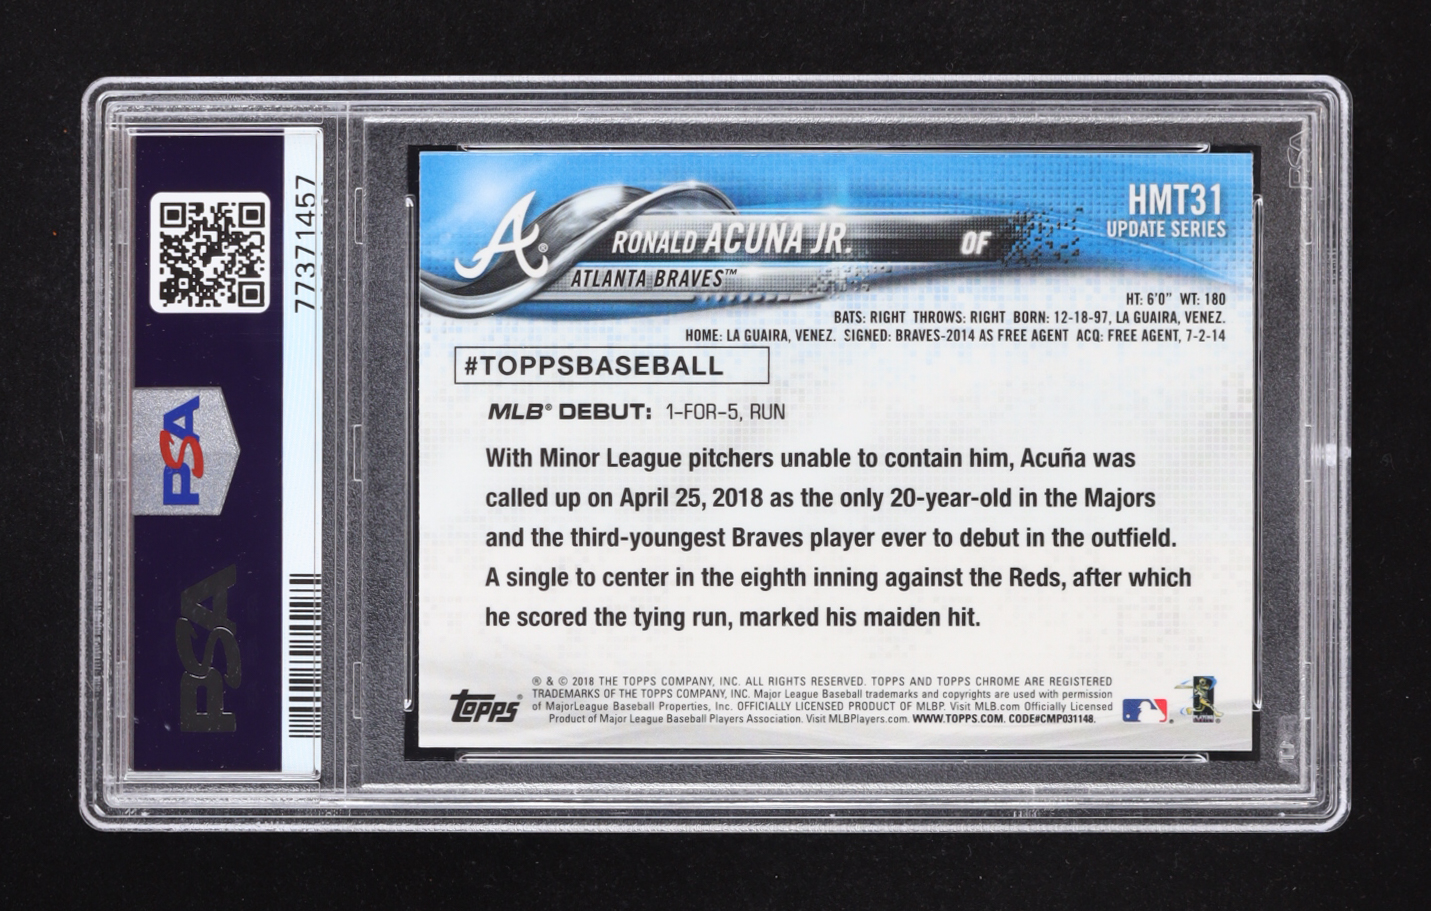 77371457
PSA
PSA
PSA
A®
HMT31
UPDATE SERIES
RONALD ACUNA JR. OF
ATLANTA BRAVES™
HT: 6'0" WT: 180
BATS: RIGHT THROWS: RIGHT BORN: 12-18-97, LA GUAIRA, VENEZ.
HOME: LA GUAIRA, VENEZ. SIGNED: BRAVES-2014 AS FREE AGENT ACQ: FREE AGENT, 7-2-14
#TOPPSBASEBALL
MLB® DEBUT: 1-FOR-5, RUN
With Minor League pitchers unable to contain him, Acuña was
called up on April 25, 2018 as the only 20-year-old in the Majors
and the third-youngest Braves player ever to debut in the outfield.
A single to center in the eighth inning against the Reds, after which
he scored the tying run, marked his maiden hit.
topps®
® & © 2018 THE TOPPS COMPANY, INC. ALL RIGHTS RESERVED. TOPPS AND TOPPS CHROME ARE REGISTERED
TRADEMARKS OF THE TOPPS COMPANY, INC. Major League Baseball trademarks and copyrights are used with permission
of MajorLeague Baseball Properties, Inc. OFFICIALLY LICENSED PRODUCT OF MLBP. Visit MLB.com Officially Licensed
Product of Major League Baseball Players Association. Visit MLBPlayers.com. WWW.TOPPS.COM. CODE#CMP031148.